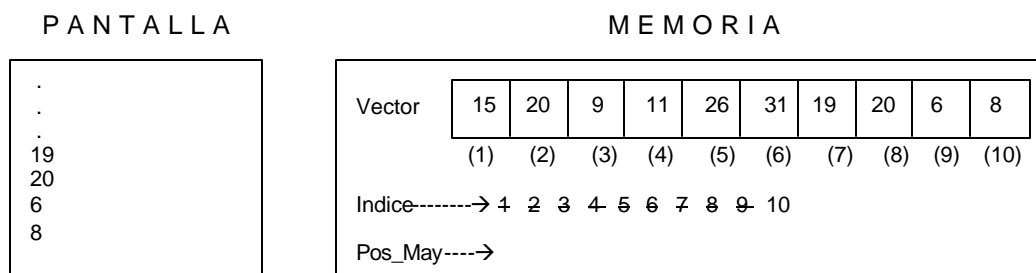 P A N T A L L A
M E M O R I A
.
.
.
19
20
6
8
Vector 15 20 9 11 26 31 19 20 6 8
(1) (2) (3) (4) (5) (6) (7) (8) (9) (10)
Indice--------→ 1 2 3 4 5 6 7 8 9 10
Pos_May----→